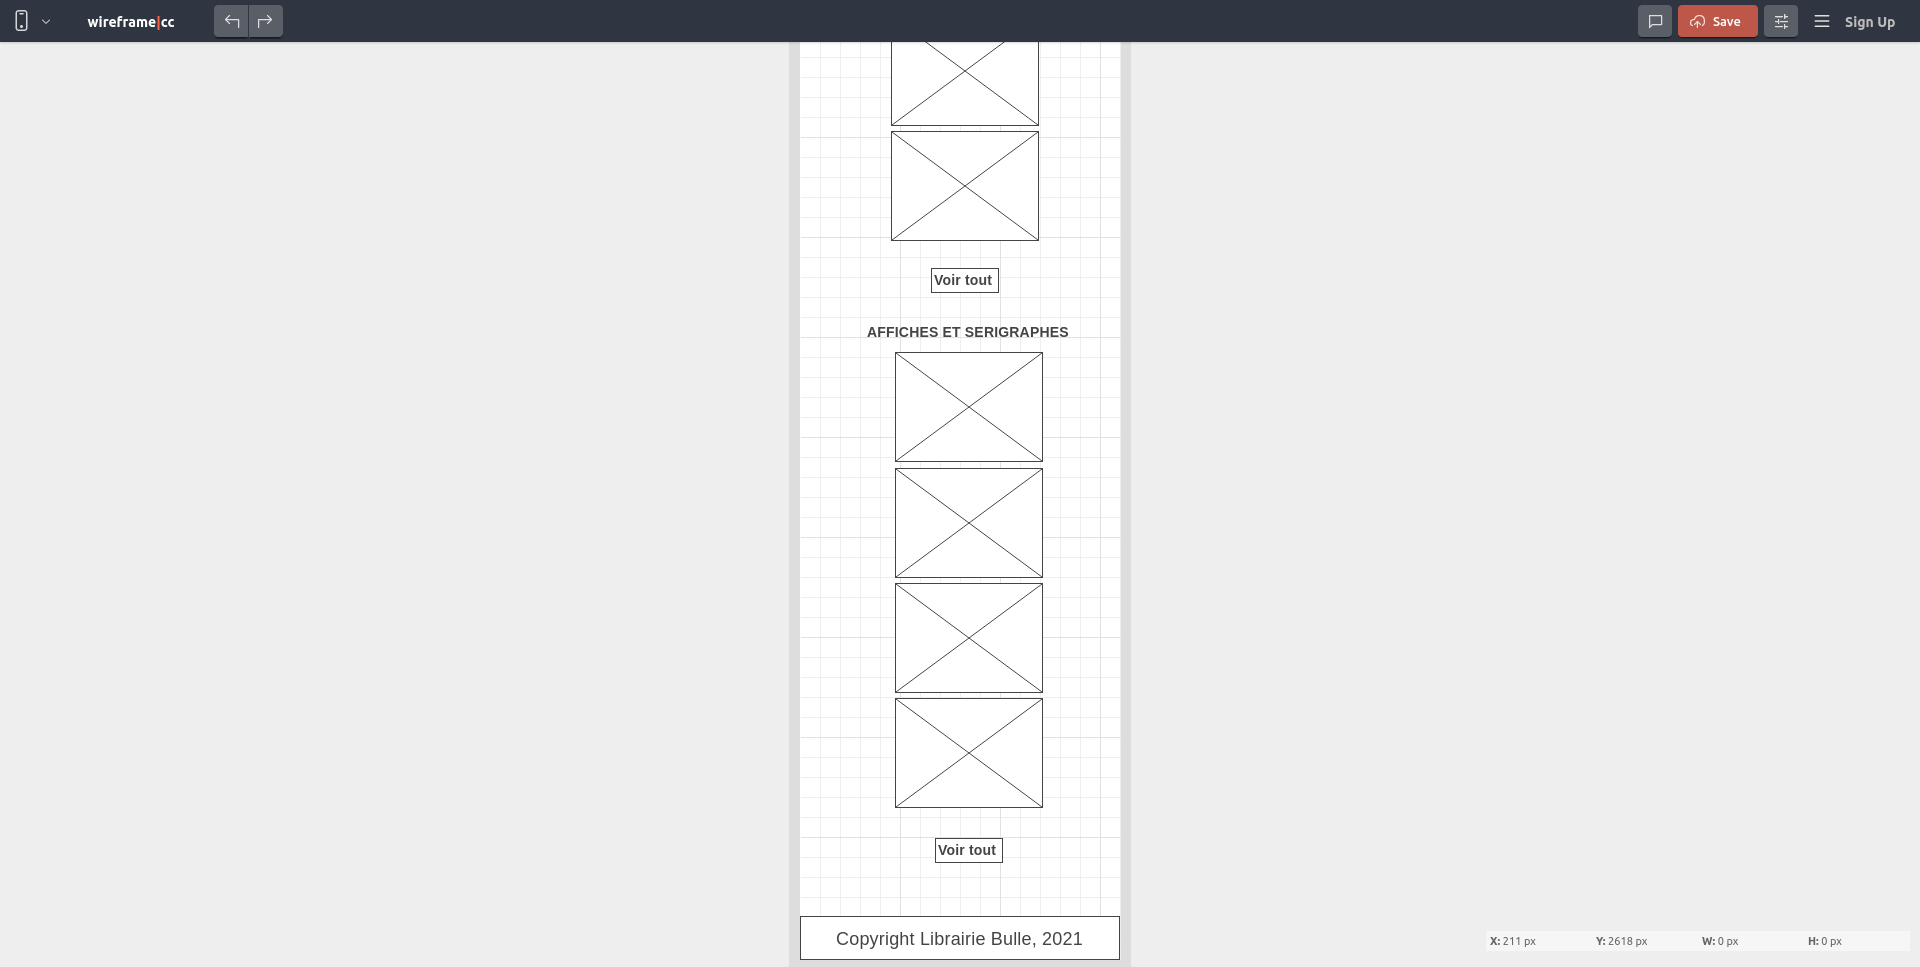 wireframe|cc
Save
Sign Up
Voir tout
AFFICHES ET SERIGRAPHES
Voir tout
Copyright Librairie Bulle, 2021
X: 211 px Y: 2618 px W: 0 px H: 0 px